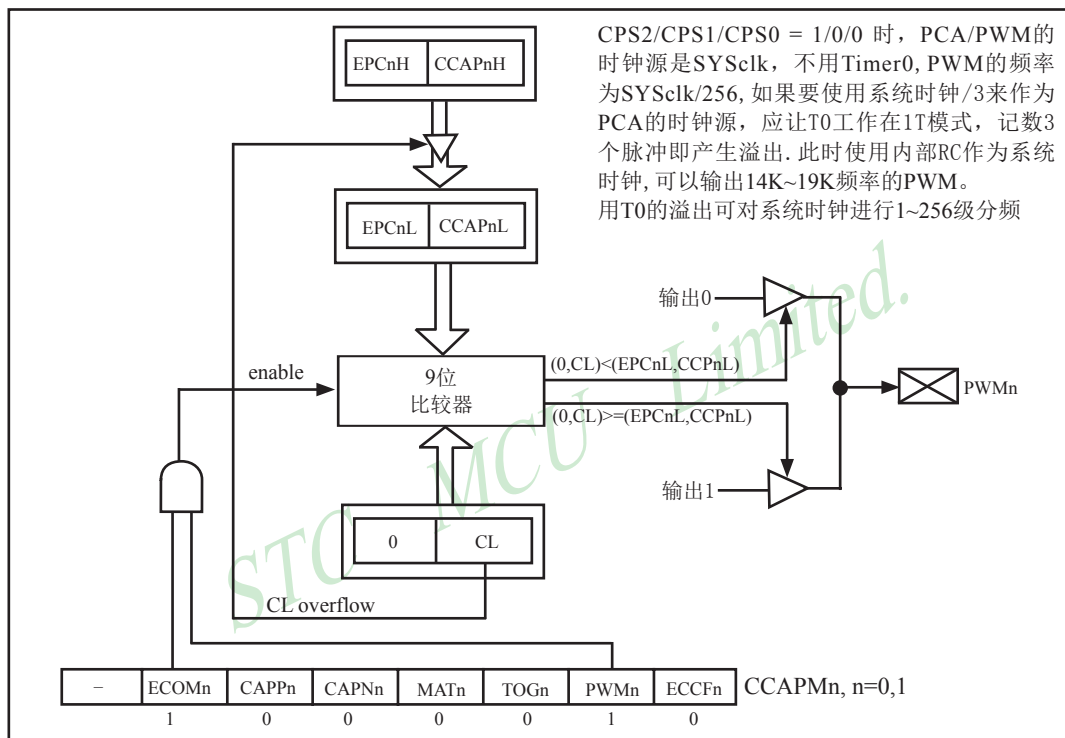 CPS2/CPS1/CPS0 = 1/0/0 时，PCA/PWM的
时钟源是SYSclk，不用Timer0, PWM的频率
为SYSclk/256, 如果要使用系统时钟/3来作为
PCA的时钟源，应让T0工作在1T模式，记数3
个脉冲即产生溢出. 此时使用内部RC作为系统
时钟, 可以输出14K~19K频率的PWM。
用T0的溢出可对系统时钟进行1~256级分频
EPCnH CCAPnH
EPCnL CCAPnL
输出0
(0,CL)<(EPCnL,CCPnL)
enable
9位
比较器
PWMn
(0,CL)>=(EPCnL,CCPnL)
输出1
0 CL
CL overflow
STC MCU Limited.
– ECOMn CAPPn CAPNn MATn TOGn PWMn ECCFn CCAPMn, n=0,1
1 0 0 0 0 1 0